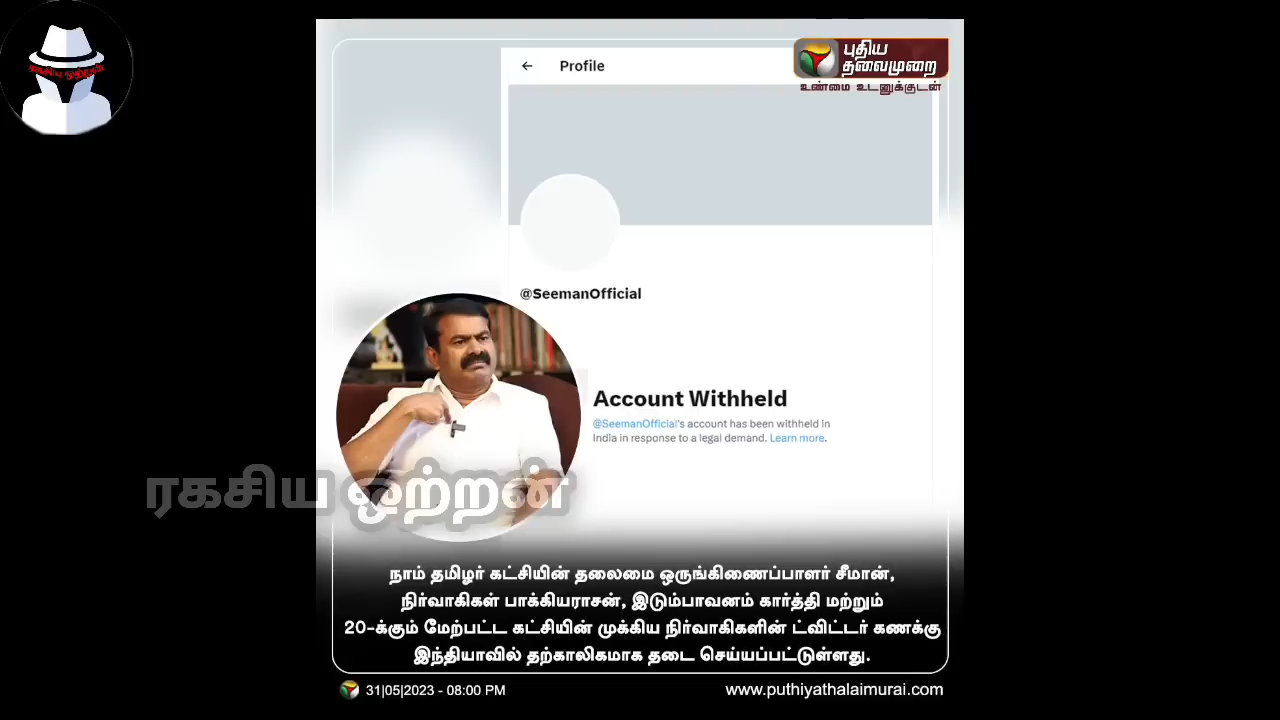 ரகசிய ஒற்றன்
Profile
புதிய
தலைமுறை
உண்மை உடனுக்குடன்
@SeemanOfficial
Account Withheld
@SeemanOfficial's account has been withheld in
India in response to a legal demand. Learn more.
ரகசிய ஒற்றன்
நாம் தமிழர் கட்சியின் தலைமை ஒருங்கிணைப்பாளர் சீமான்,
நிர்வாகிகள் பாக்கியராசன், இடும்பாவனம் கார்த்தி மற்றும்
20-க்கும் மேற்பட்ட கட்சியின் முக்கிய நிர்வாகிகளின் ட்விட்டர் கணக்கு
இந்தியாவில் தற்காலிகமாக தடை செய்யப்பட்டுள்ளது.
31|05|2023 - 08:00 PM
www.puthiyathalaimurai.com